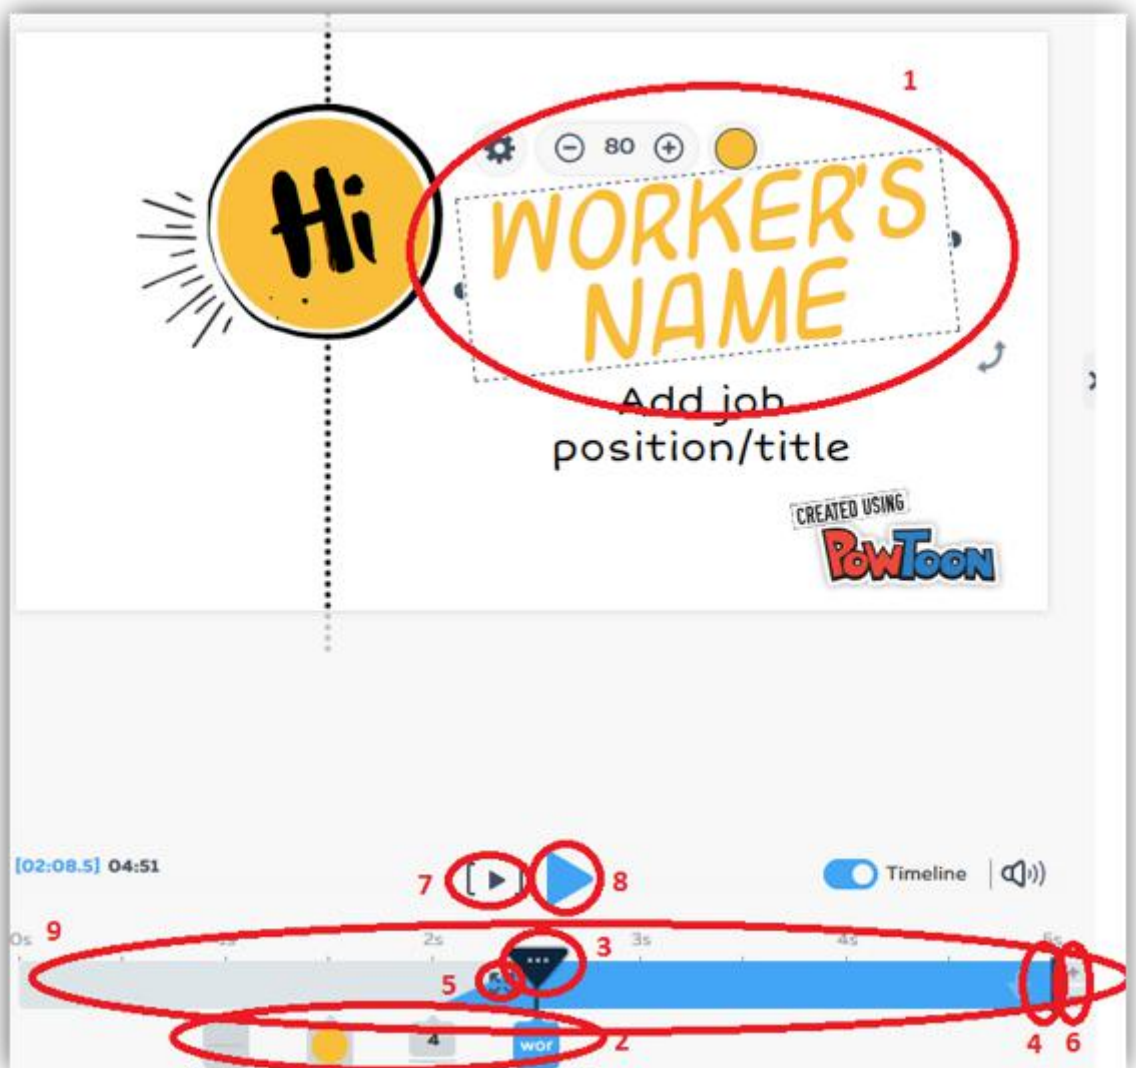 1
80
Hi
WORKER'S
NAME
Add job
position/title
CREATED USING
POWTOON
[02:08.5] 04:51
7
8
Timeline
9
0s 2s 3s 4s 5s
3
5
4
wor
2
4 6